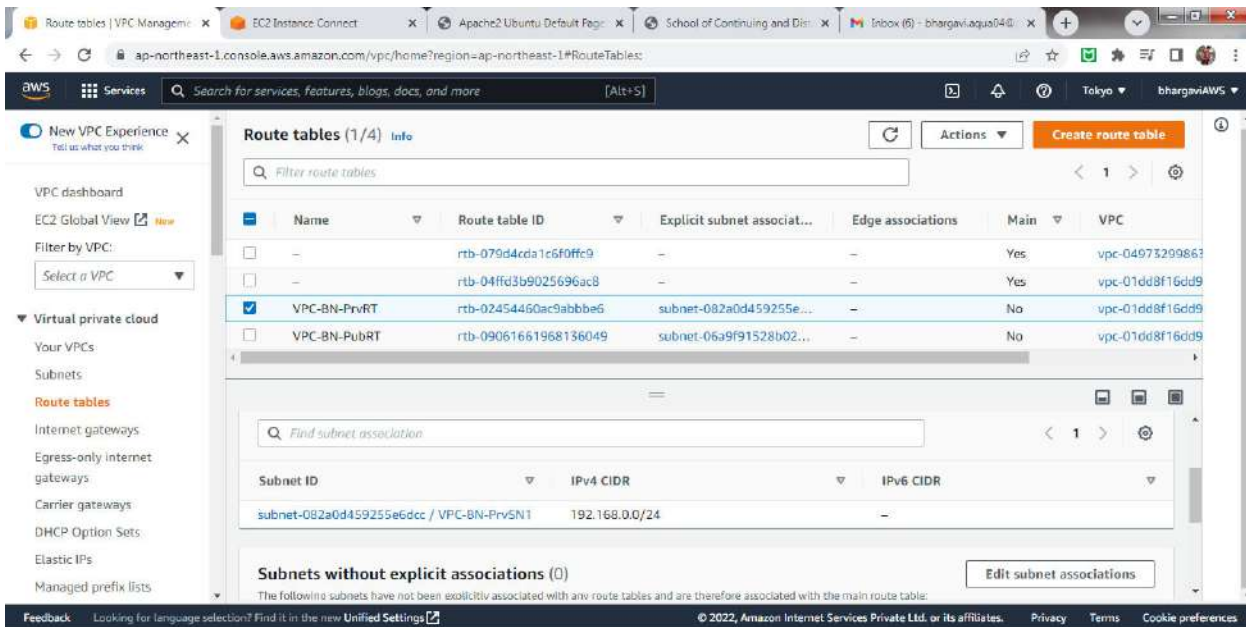 Route tables | VPC Manageme
EC2 Instance Connect
Apache2 Ubuntu Default Page
School of Continuing and Dist
Inbox (6) - bhargavi.aqua04@
ap-northeast-1.console.aws.amazon.com/vpc/home?region=ap-northeast-1#RouteTables:
aws Services Search for services, features, blogs, docs, and more [Alt+S] Tokyo bhargaviAWS
New VPC Experience
Tell us what you think
VPC dashboard
EC2 Global View New
Filter by VPC:
Select a VPC
Virtual private cloud
Your VPCs
Subnets
Route tables
Internet gateways
Egress-only internet
gateways
Carrier gateways
DHCP Option Sets
Elastic IPs
Managed prefix lists
Route tables (1/4) Info Actions Create route table
Filter route tables 1
Name Route table ID Explicit subnet associat... Edge associations Main VPC
– rtb-079d4cda1c6f0ffc9 – – Yes vpc-0497329986
– rtb-04ffd3b9025696ac8 – – Yes vpc-01dd8f16dd9
VPC-BN-PrvRT rtb-02454460ac9abbbe6 subnet-082a0d459255e... – No vpc-01dd8f16dd9
VPC-BN-PubRT rtb-09061661968136049 subnet-06a9f91528b02... – No vpc-01dd8f16dd9
Find subnet association 1
Subnet ID IPv4 CIDR IPv6 CIDR
subnet-082a0d459255e6dcc / VPC-BN-PrvSN1 192.168.0.0/24 –
Subnets without explicit associations (0) Edit subnet associations
The following subnets have not been explicitly associated with any route tables and are therefore associated with the main route table:
Feedback Looking for language selection? Find it in the new Unified Settings © 2022, Amazon Internet Services Private Ltd. or its affiliates. Privacy Terms Cookie preferences